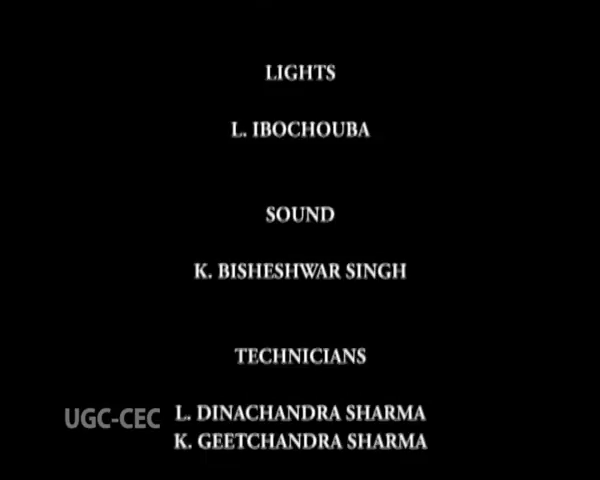 LIGHTS
L. IBOCHOUBA
SOUND
K. BISHESHWAR SINGH
TECHNICIANS
L. DINACHANDRA SHARMA
K. GEETCHANDRA SHARMA
UGC-CEC